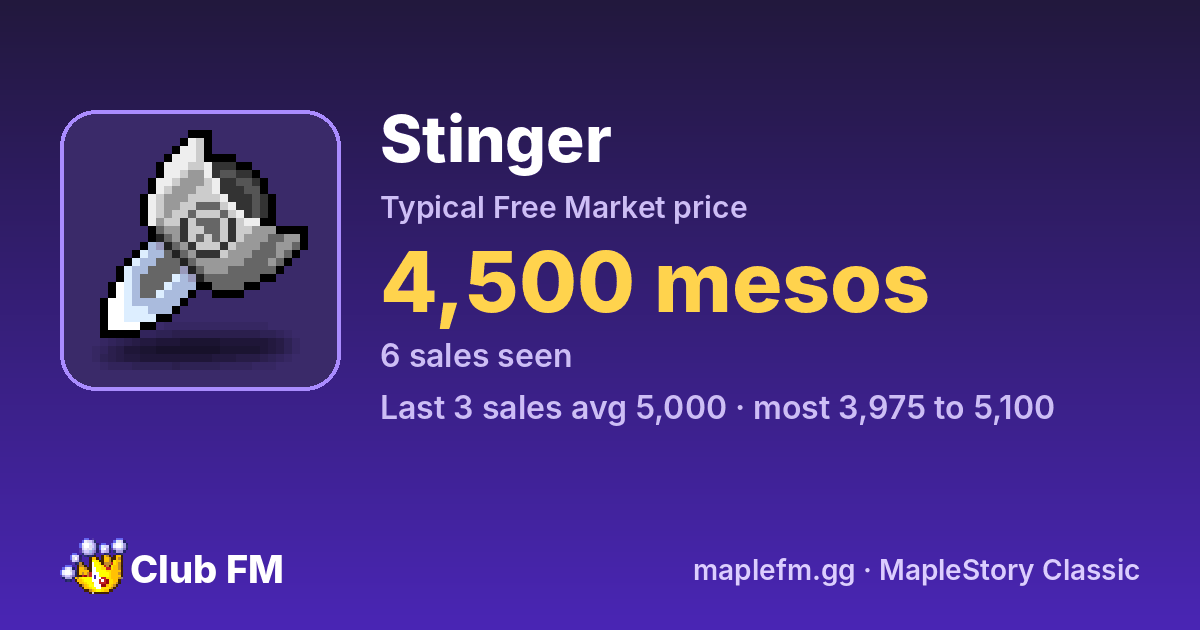 Stinger
Typical Free Market price
4,500 mesos
6 sales seen
Last 3 sales avg 5,000 · most 3,975 to 5,100
Club FM
maplefm.gg · MapleStory Classic